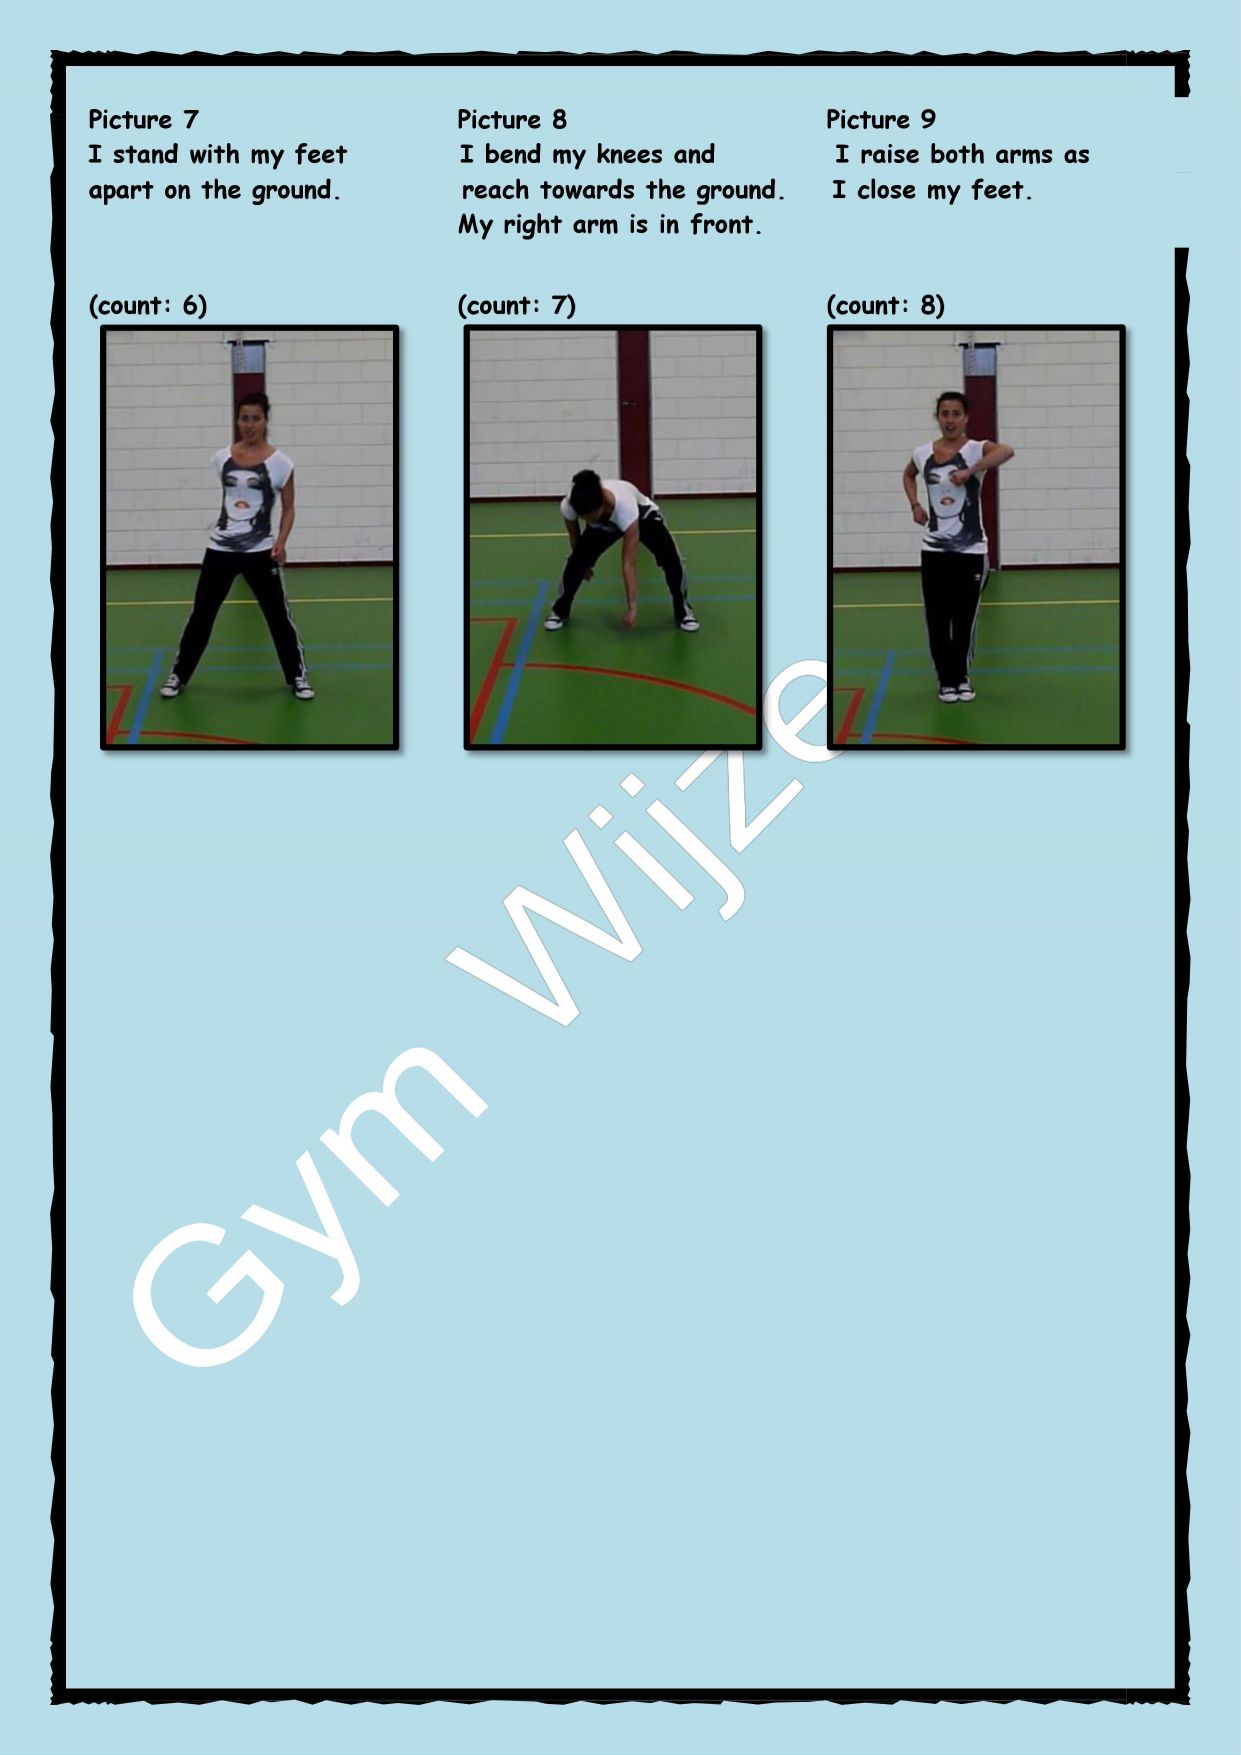 Picture 7
I stand with my feet
apart on the ground.
(count: 6)
Picture 8
I bend my knees and
reach towards the ground.
My right arm is in front.
(count: 7)
Picture 9
I raise both arms as
I close my feet.
(count: 8)
Gym Wijze